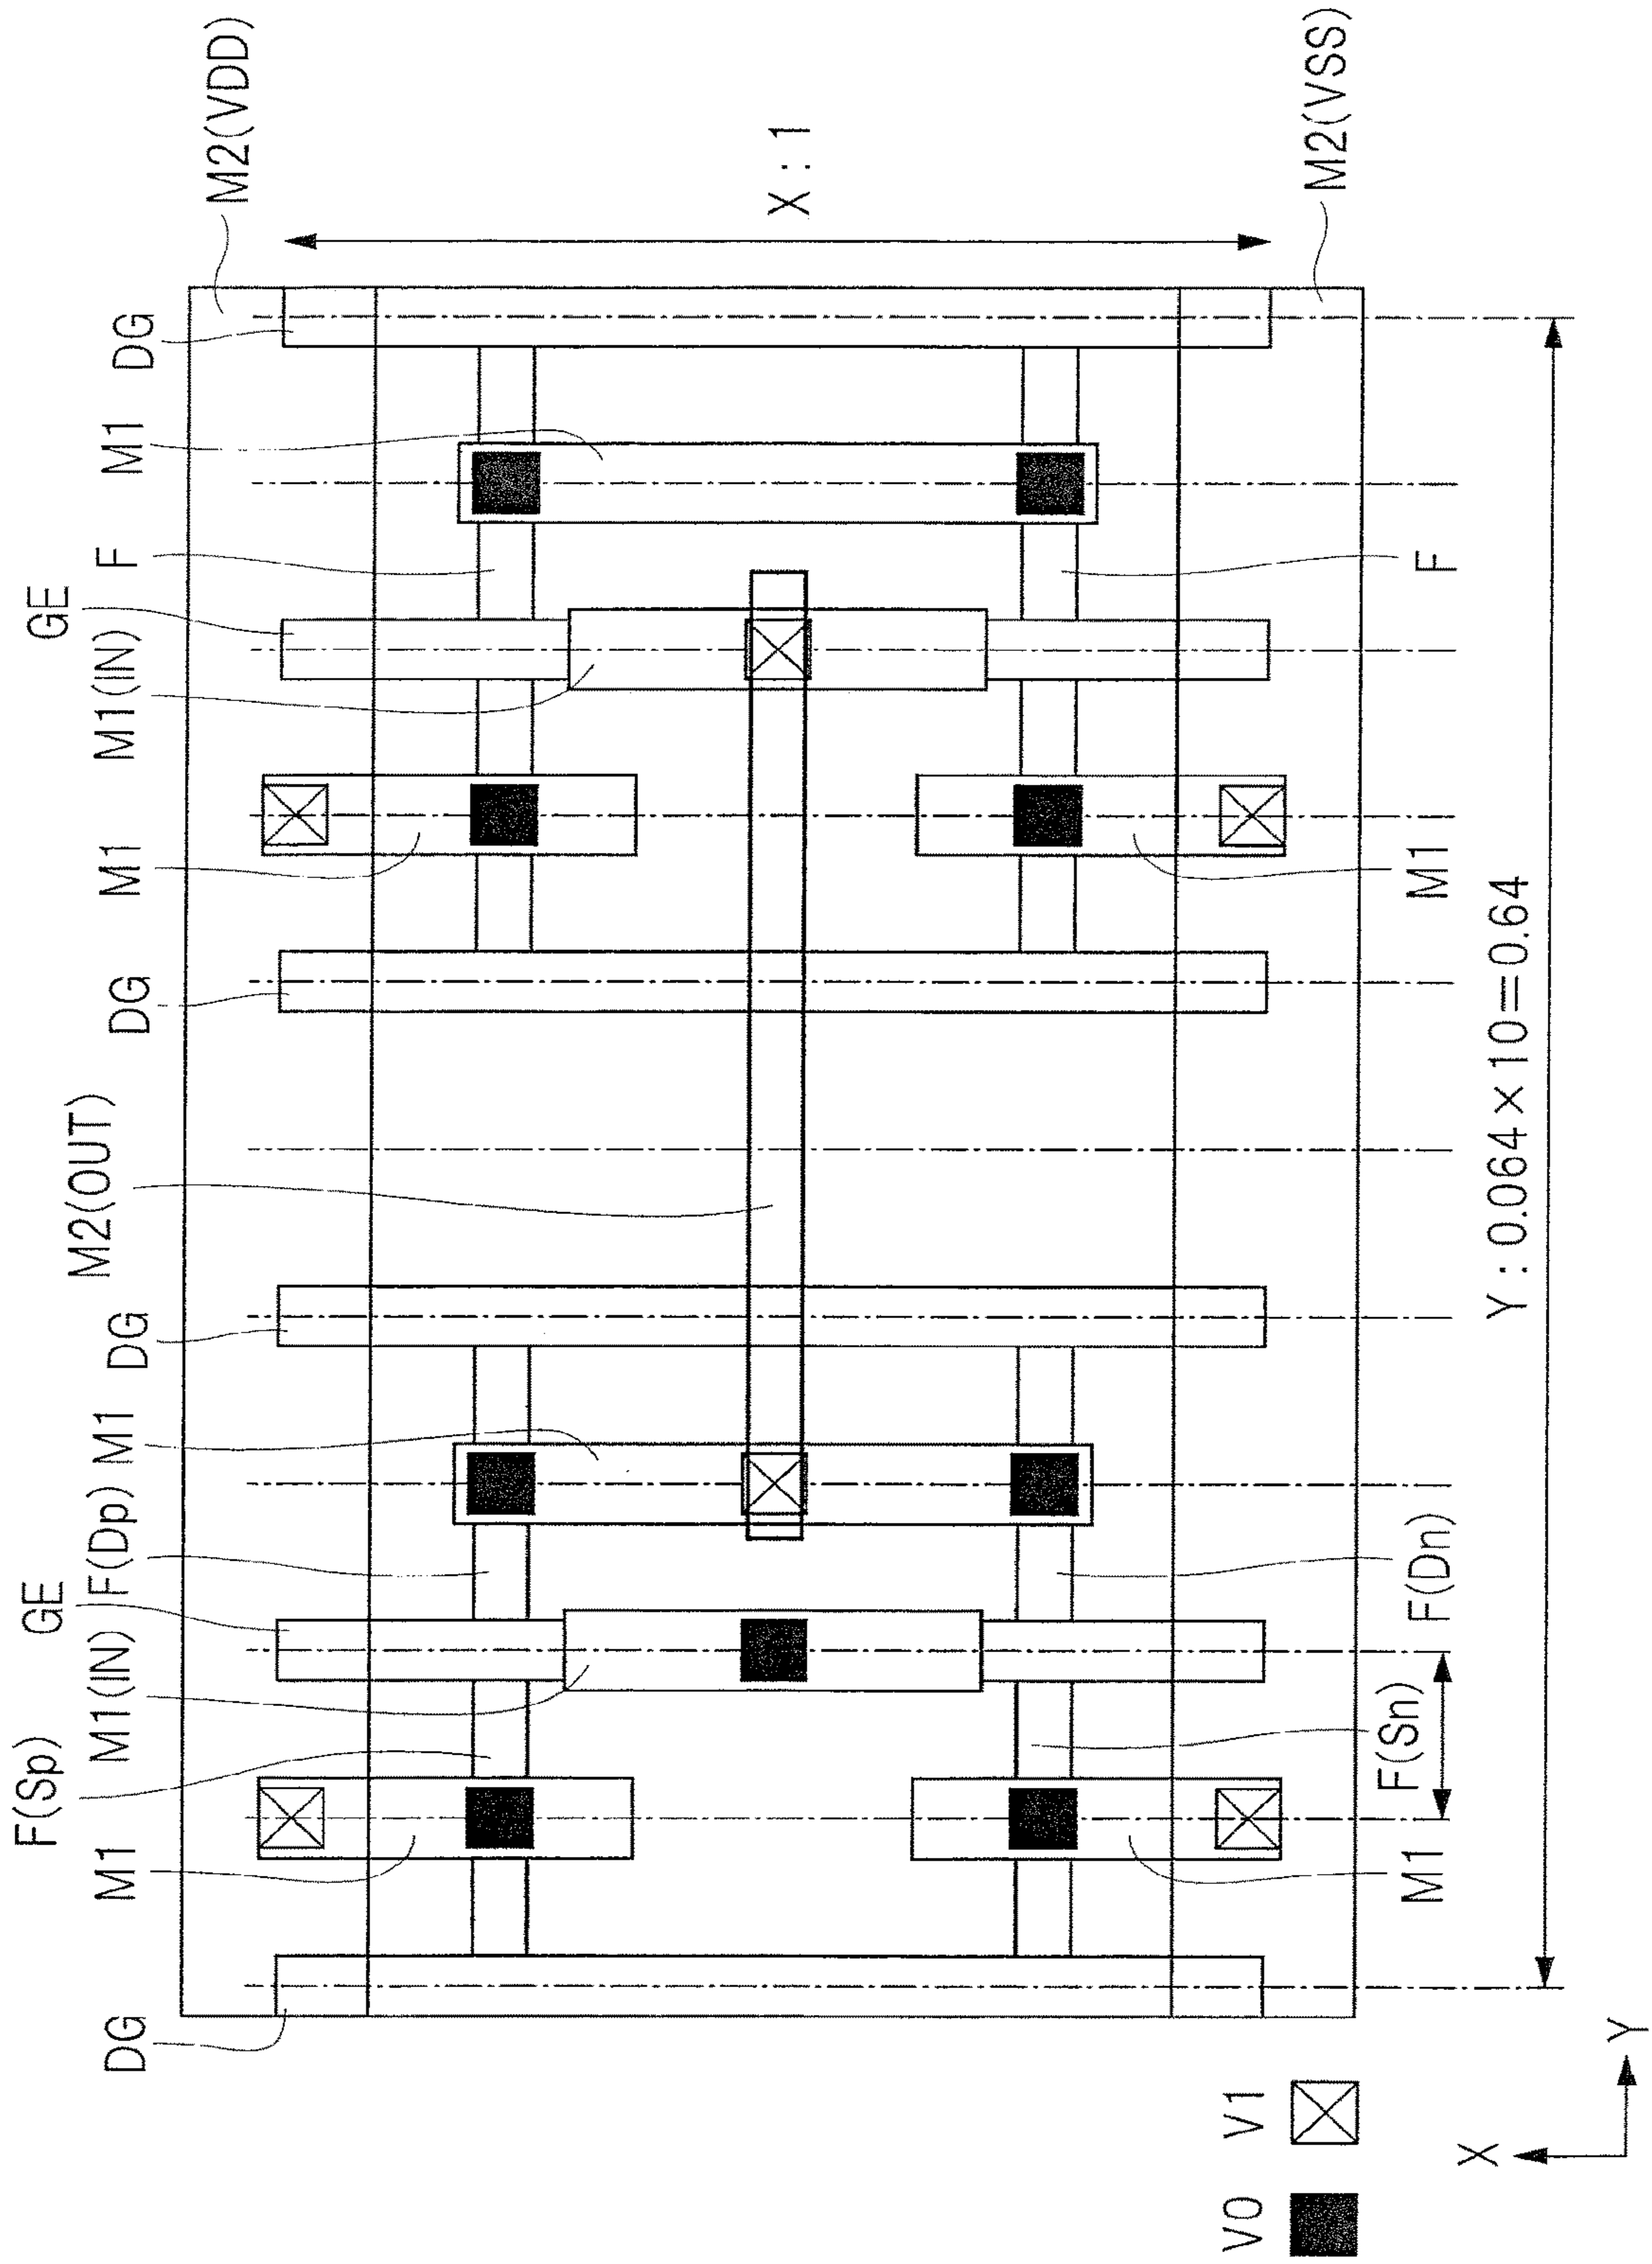 F(Sp)
GE
GE
DG
M1
M1(IN)
F(Dp)
M1
DG
M2(OUT)
DG
M1
M1(IN)
F
M1
DG
M2(VDD)
X : 1
M2(VSS)
M1
F(Sn)
F(Dn)
M1
F
Y : 0.064×10=0.64
V0
V1
X
Y